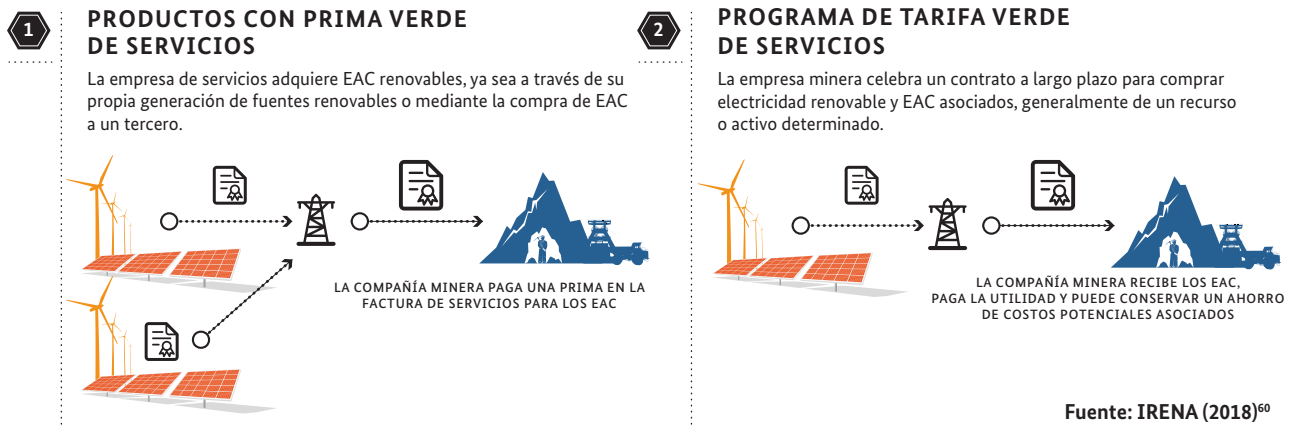 1
PRODUCTOS CON PRIMA VERDE
DE SERVICIOS
La empresa de servicios adquiere EAC renovables, ya sea a través de su
propia generación de fuentes renovables o mediante la compra de EAC
a un tercero.
LA COMPAÑÍA MINERA PAGA UNA PRIMA EN LA
FACTURA DE SERVICIOS PARA LOS EAC
2
PROGRAMA DE TARIFA VERDE
DE SERVICIOS
La empresa minera celebra un contrato a largo plazo para comprar
electricidad renovable y EAC asociados, generalmente de un recurso
o activo determinado.
LA COMPAÑÍA MINERA RECIBE LOS EAC,
PAGA LA UTILIDAD Y PUEDE CONSERVAR UN AHORRO
DE COSTOS POTENCIALES ASOCIADOS
Fuente: IRENA (2018)⁶⁰